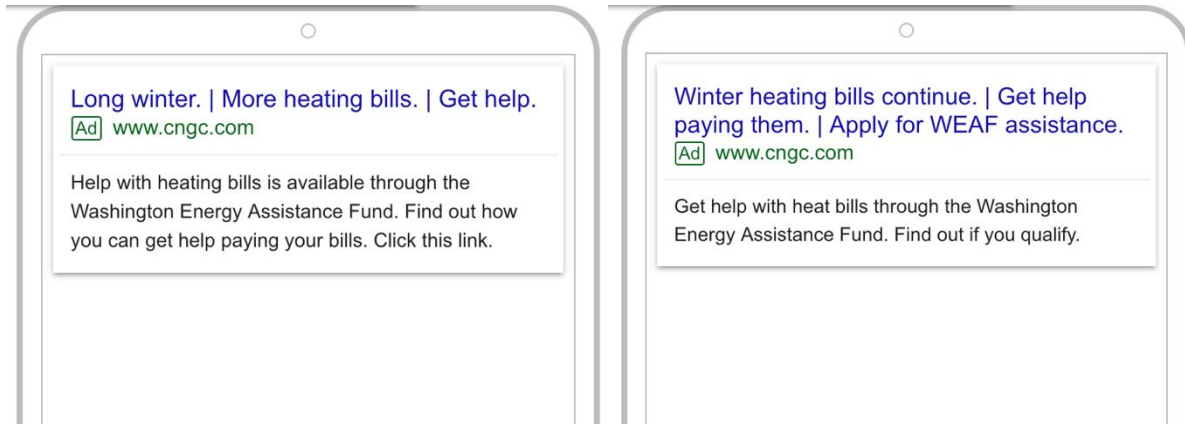 Long winter. | More heating bills. | Get help.
Ad www.cngc.com
Help with heating bills is available through the
Washington Energy Assistance Fund. Find out how
you can get help paying your bills. Click this link.
Winter heating bills continue. | Get help
paying them. | Apply for WEAF assistance.
Ad www.cngc.com
Get help with heat bills through the Washington
Energy Assistance Fund. Find out if you qualify.